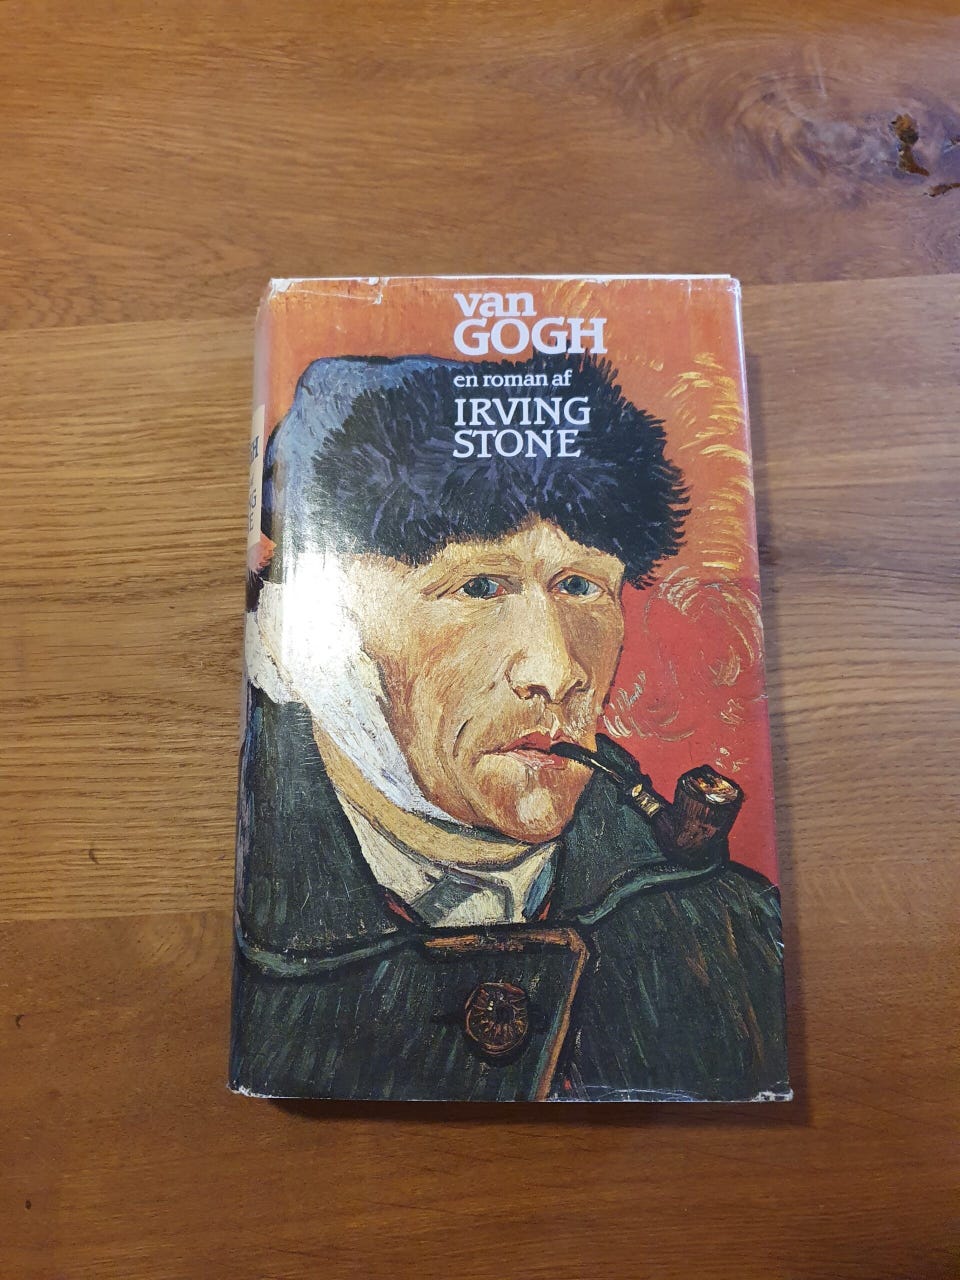 van
GOGH
en roman af
IRVING
STONE